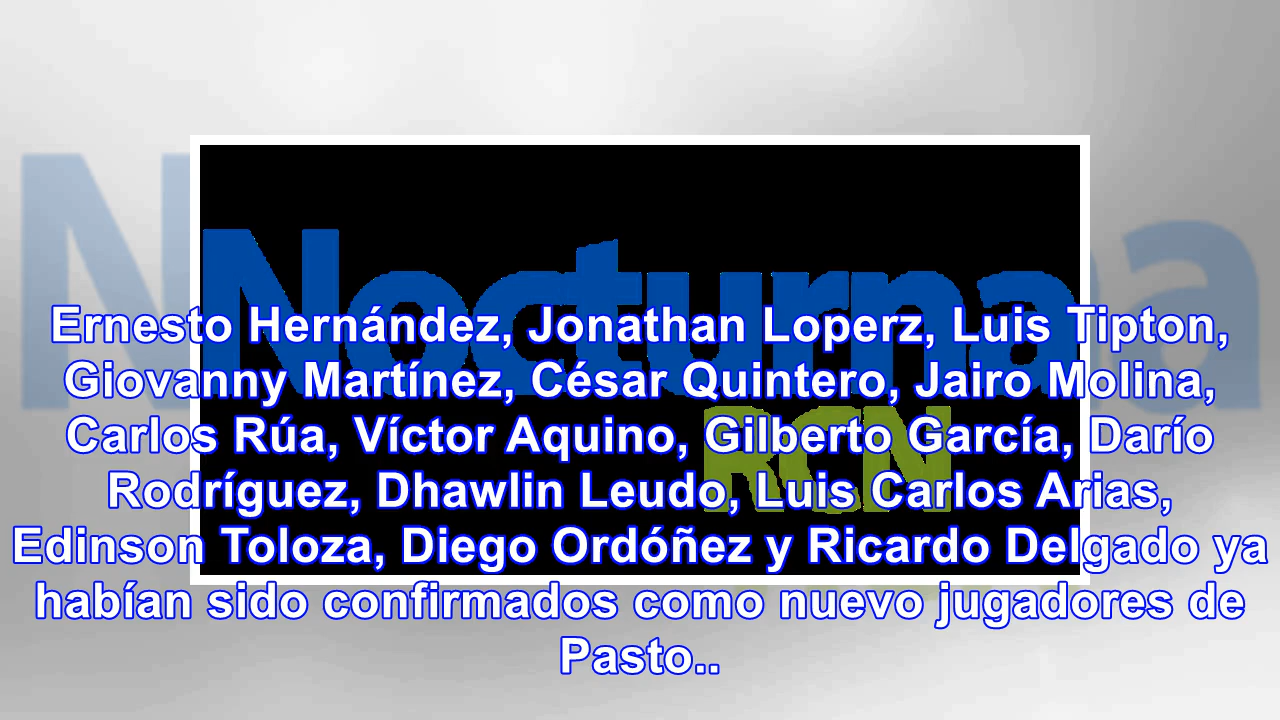 Nocturna
RCN
Ernesto Hernández, Jonathan Loperz, Luis Tipton,
Giovanny Martínez, César Quintero, Jairo Molina,
Carlos Rúa, Víctor Aquino, Gilberto García, Darío
Rodríguez, Dhawlin Leudo, Luis Carlos Arias,
Edinson Toloza, Diego Ordóñez y Ricardo Delgado ya
habían sido confirmados como nuevo jugadores de
Pasto..